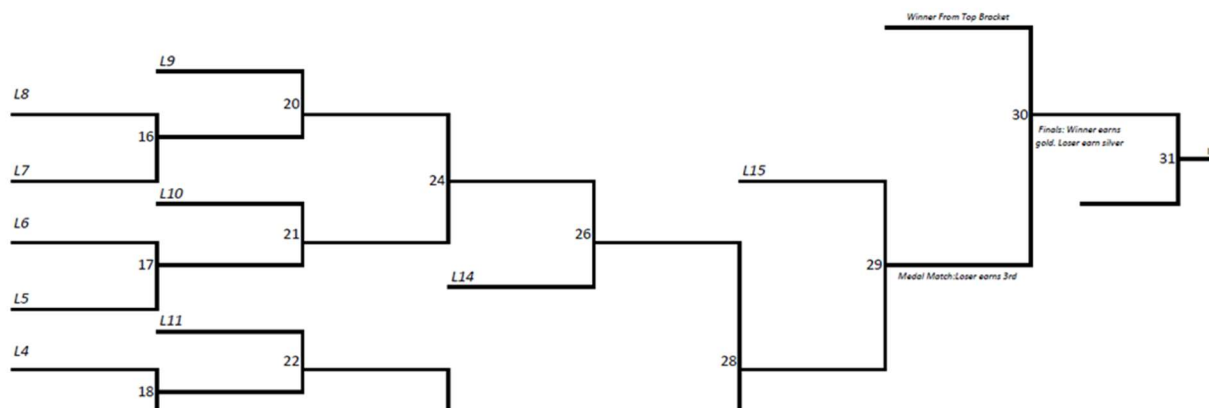 Winner From Top Bracket
L9
L8
20
30
16
Finals: Winner earns
gold. Loser earn silver
31
L7
L15
24
L10
L6
21
26
17
29
L14
Medal Match:Loser earns 3rd
L5
L11
L4
22
28
18